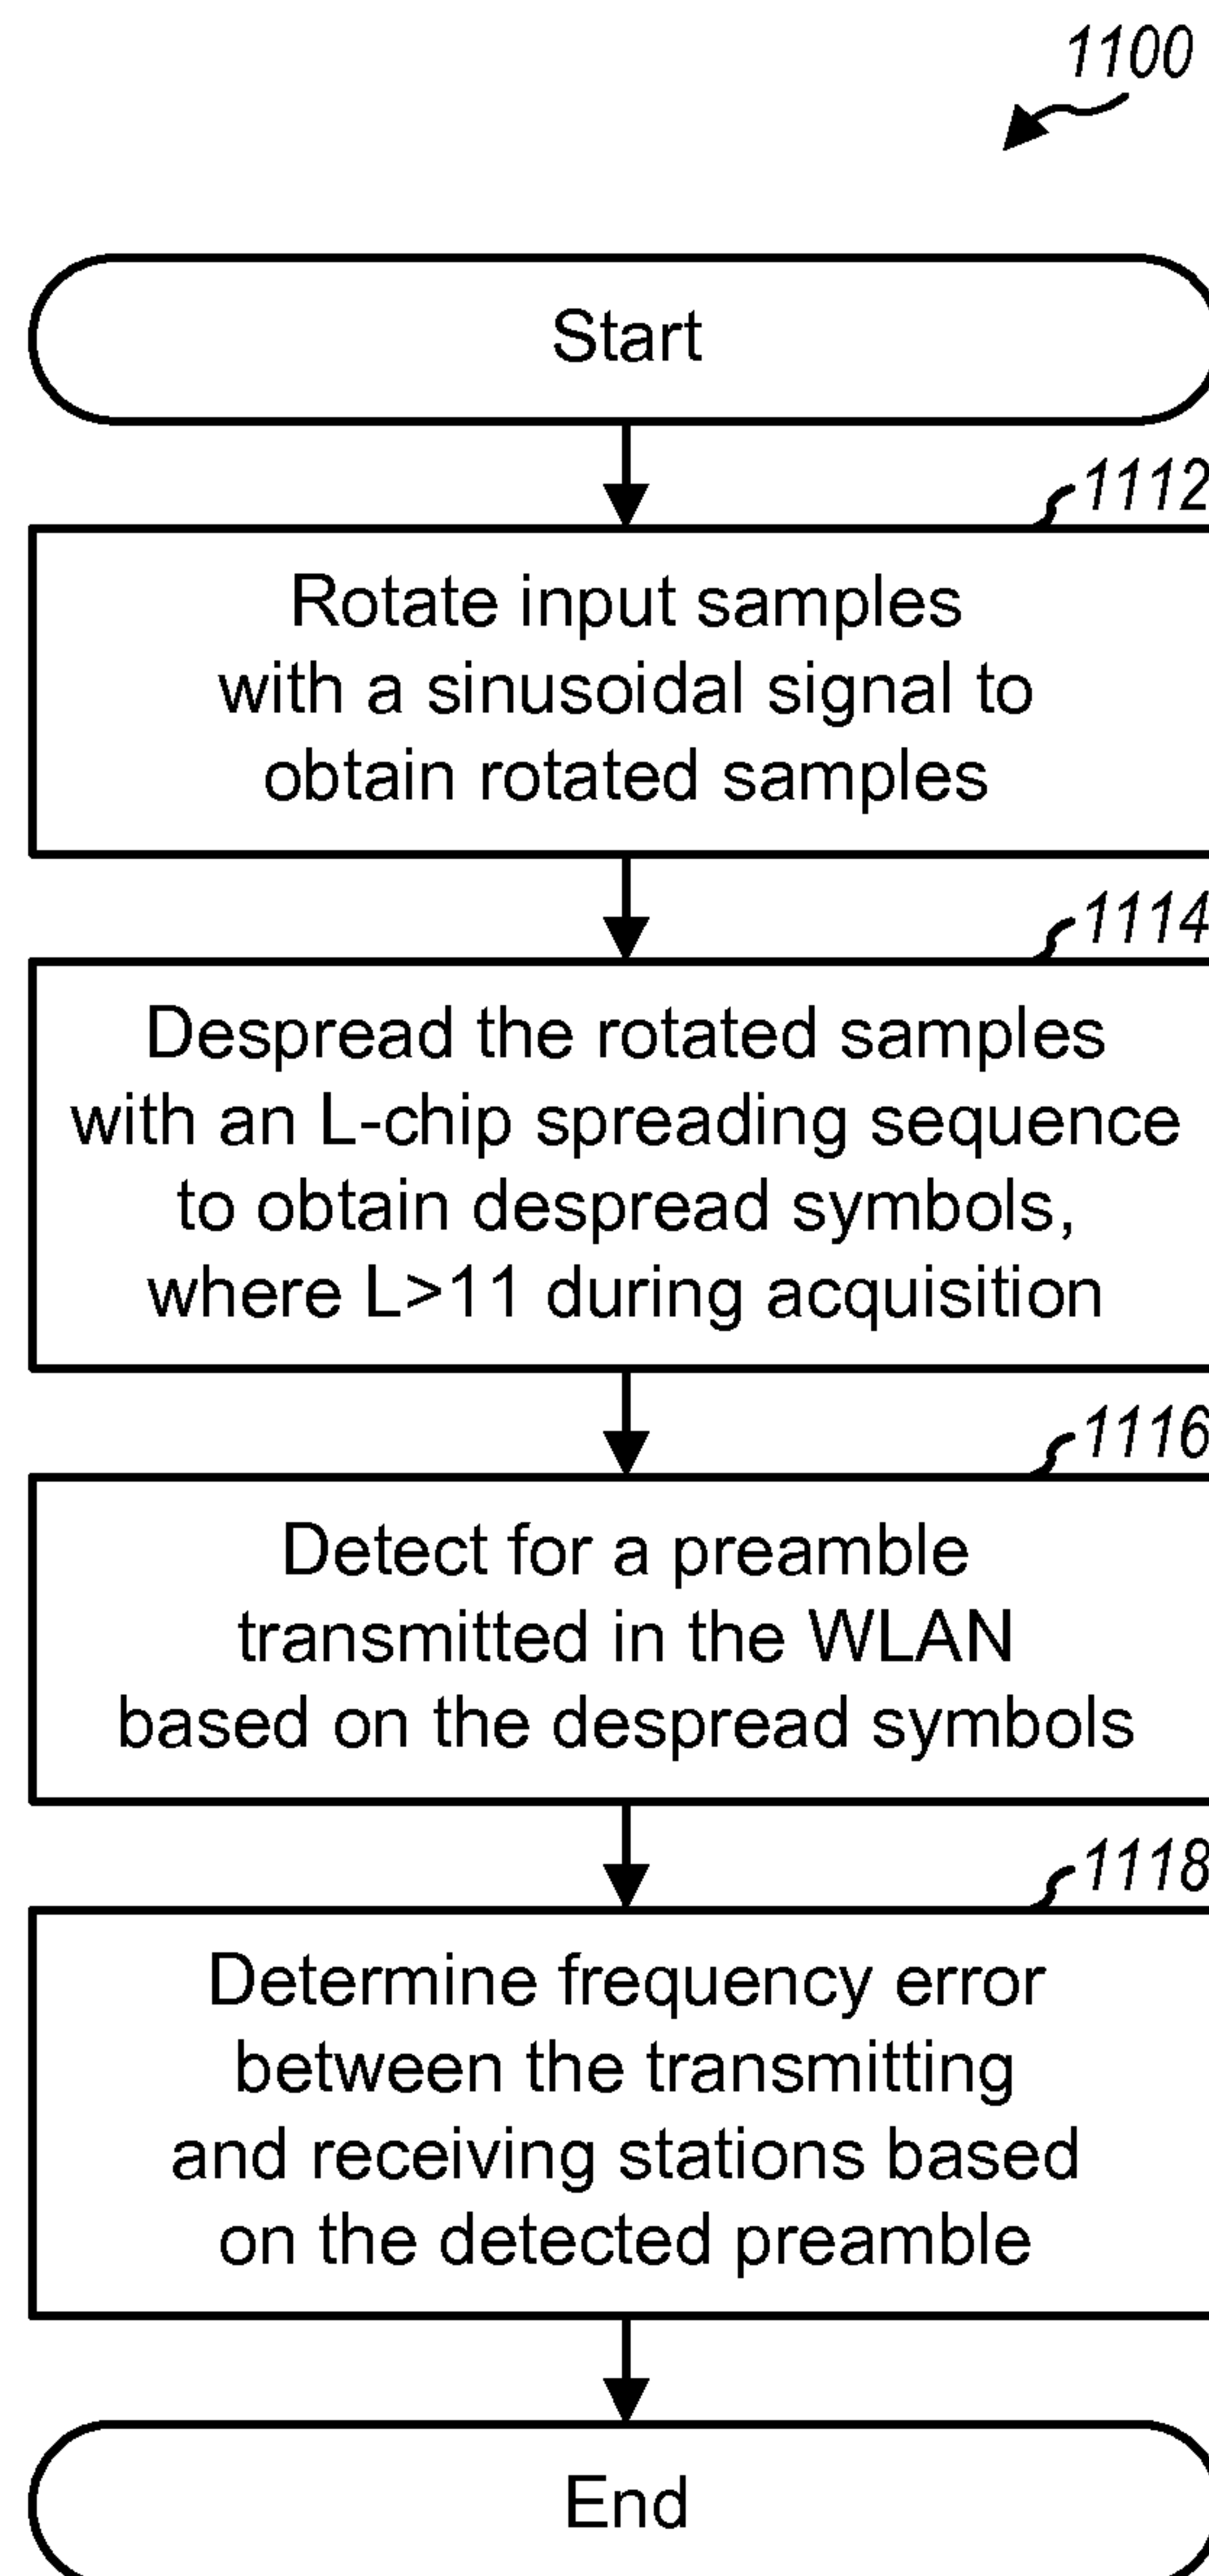 1100
Start
1112
Rotate input samples
with a sinusoidal signal to
obtain rotated samples
1114
Despread the rotated samples
with an L-chip spreading sequence
to obtain despread symbols,
where L>11 during acquisition
1116
Detect for a preamble
transmitted in the WLAN
based on the despread symbols
1118
Determine frequency error
between the transmitting
and receiving stations based
on the detected preamble
End